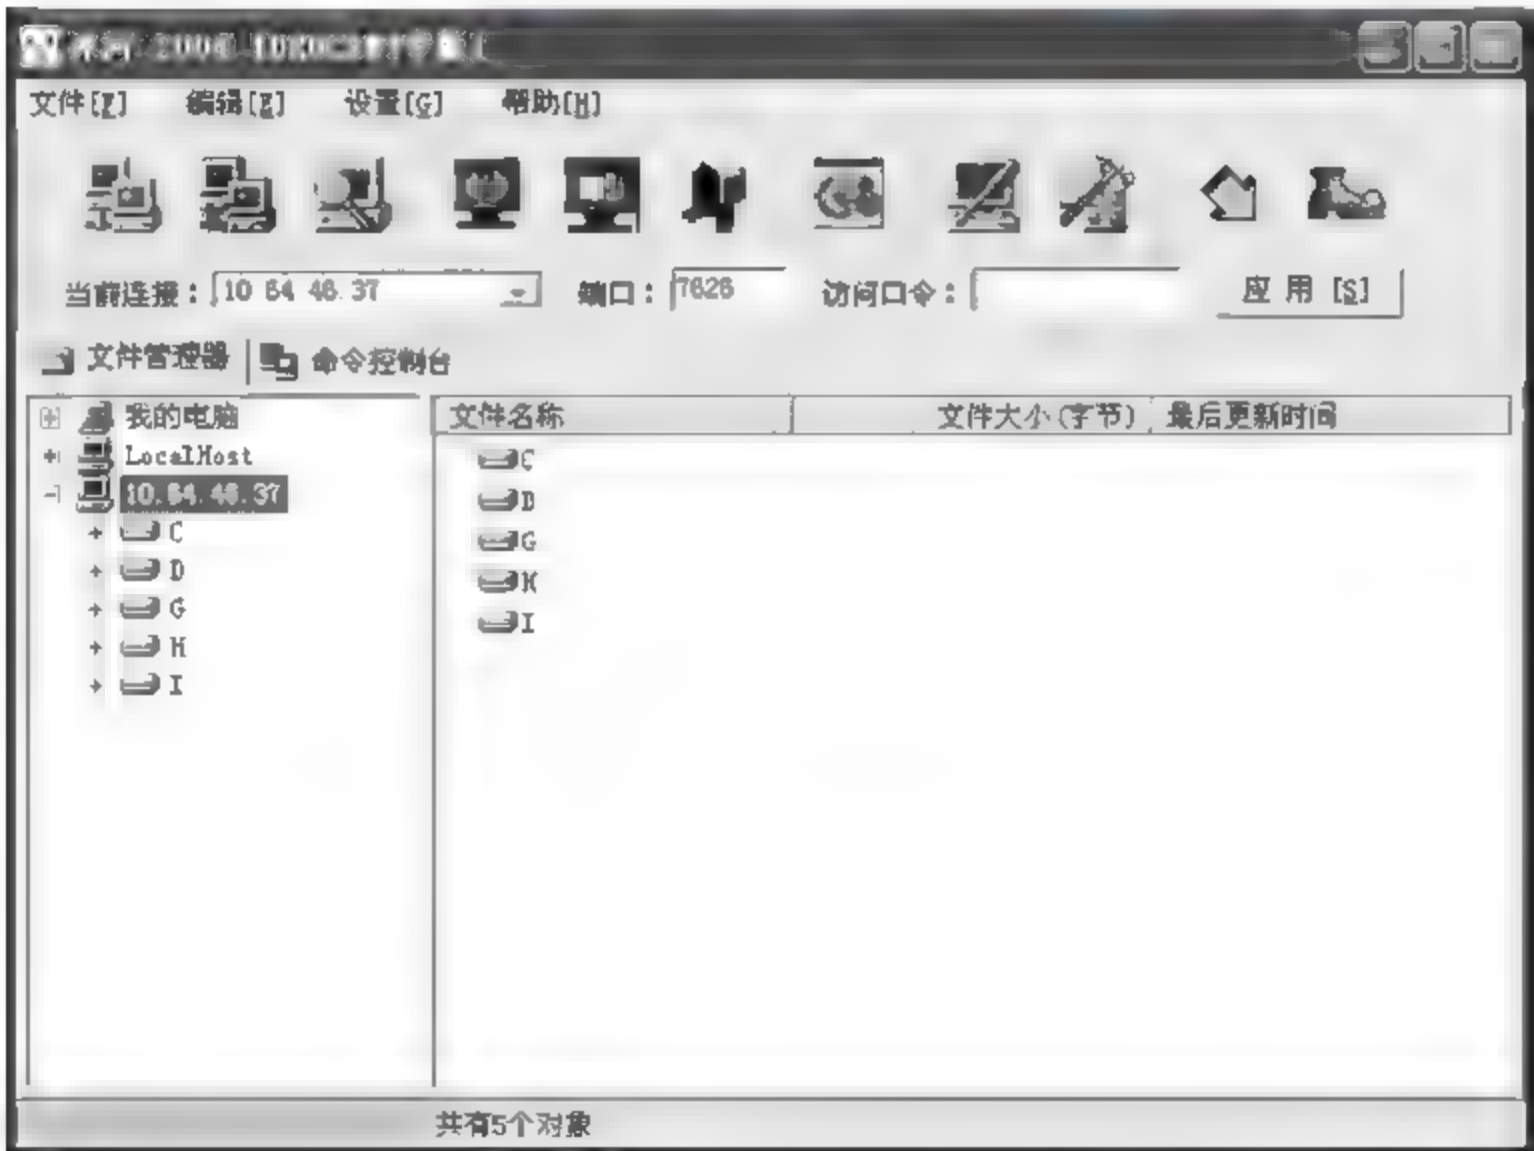 文件[F] 编辑[E] 设置[G] 帮助[H]
当前连接： 10 64 46 37 端口： 7626 访问口令： 应用 [S]
文件管理器 命令控制台
我的电脑
LocalHost
10.64.46.37
C
D
G
H
I
文件名称 文件大小(字节) 最后更新时间
C
D
G
H
I
共有5个对象